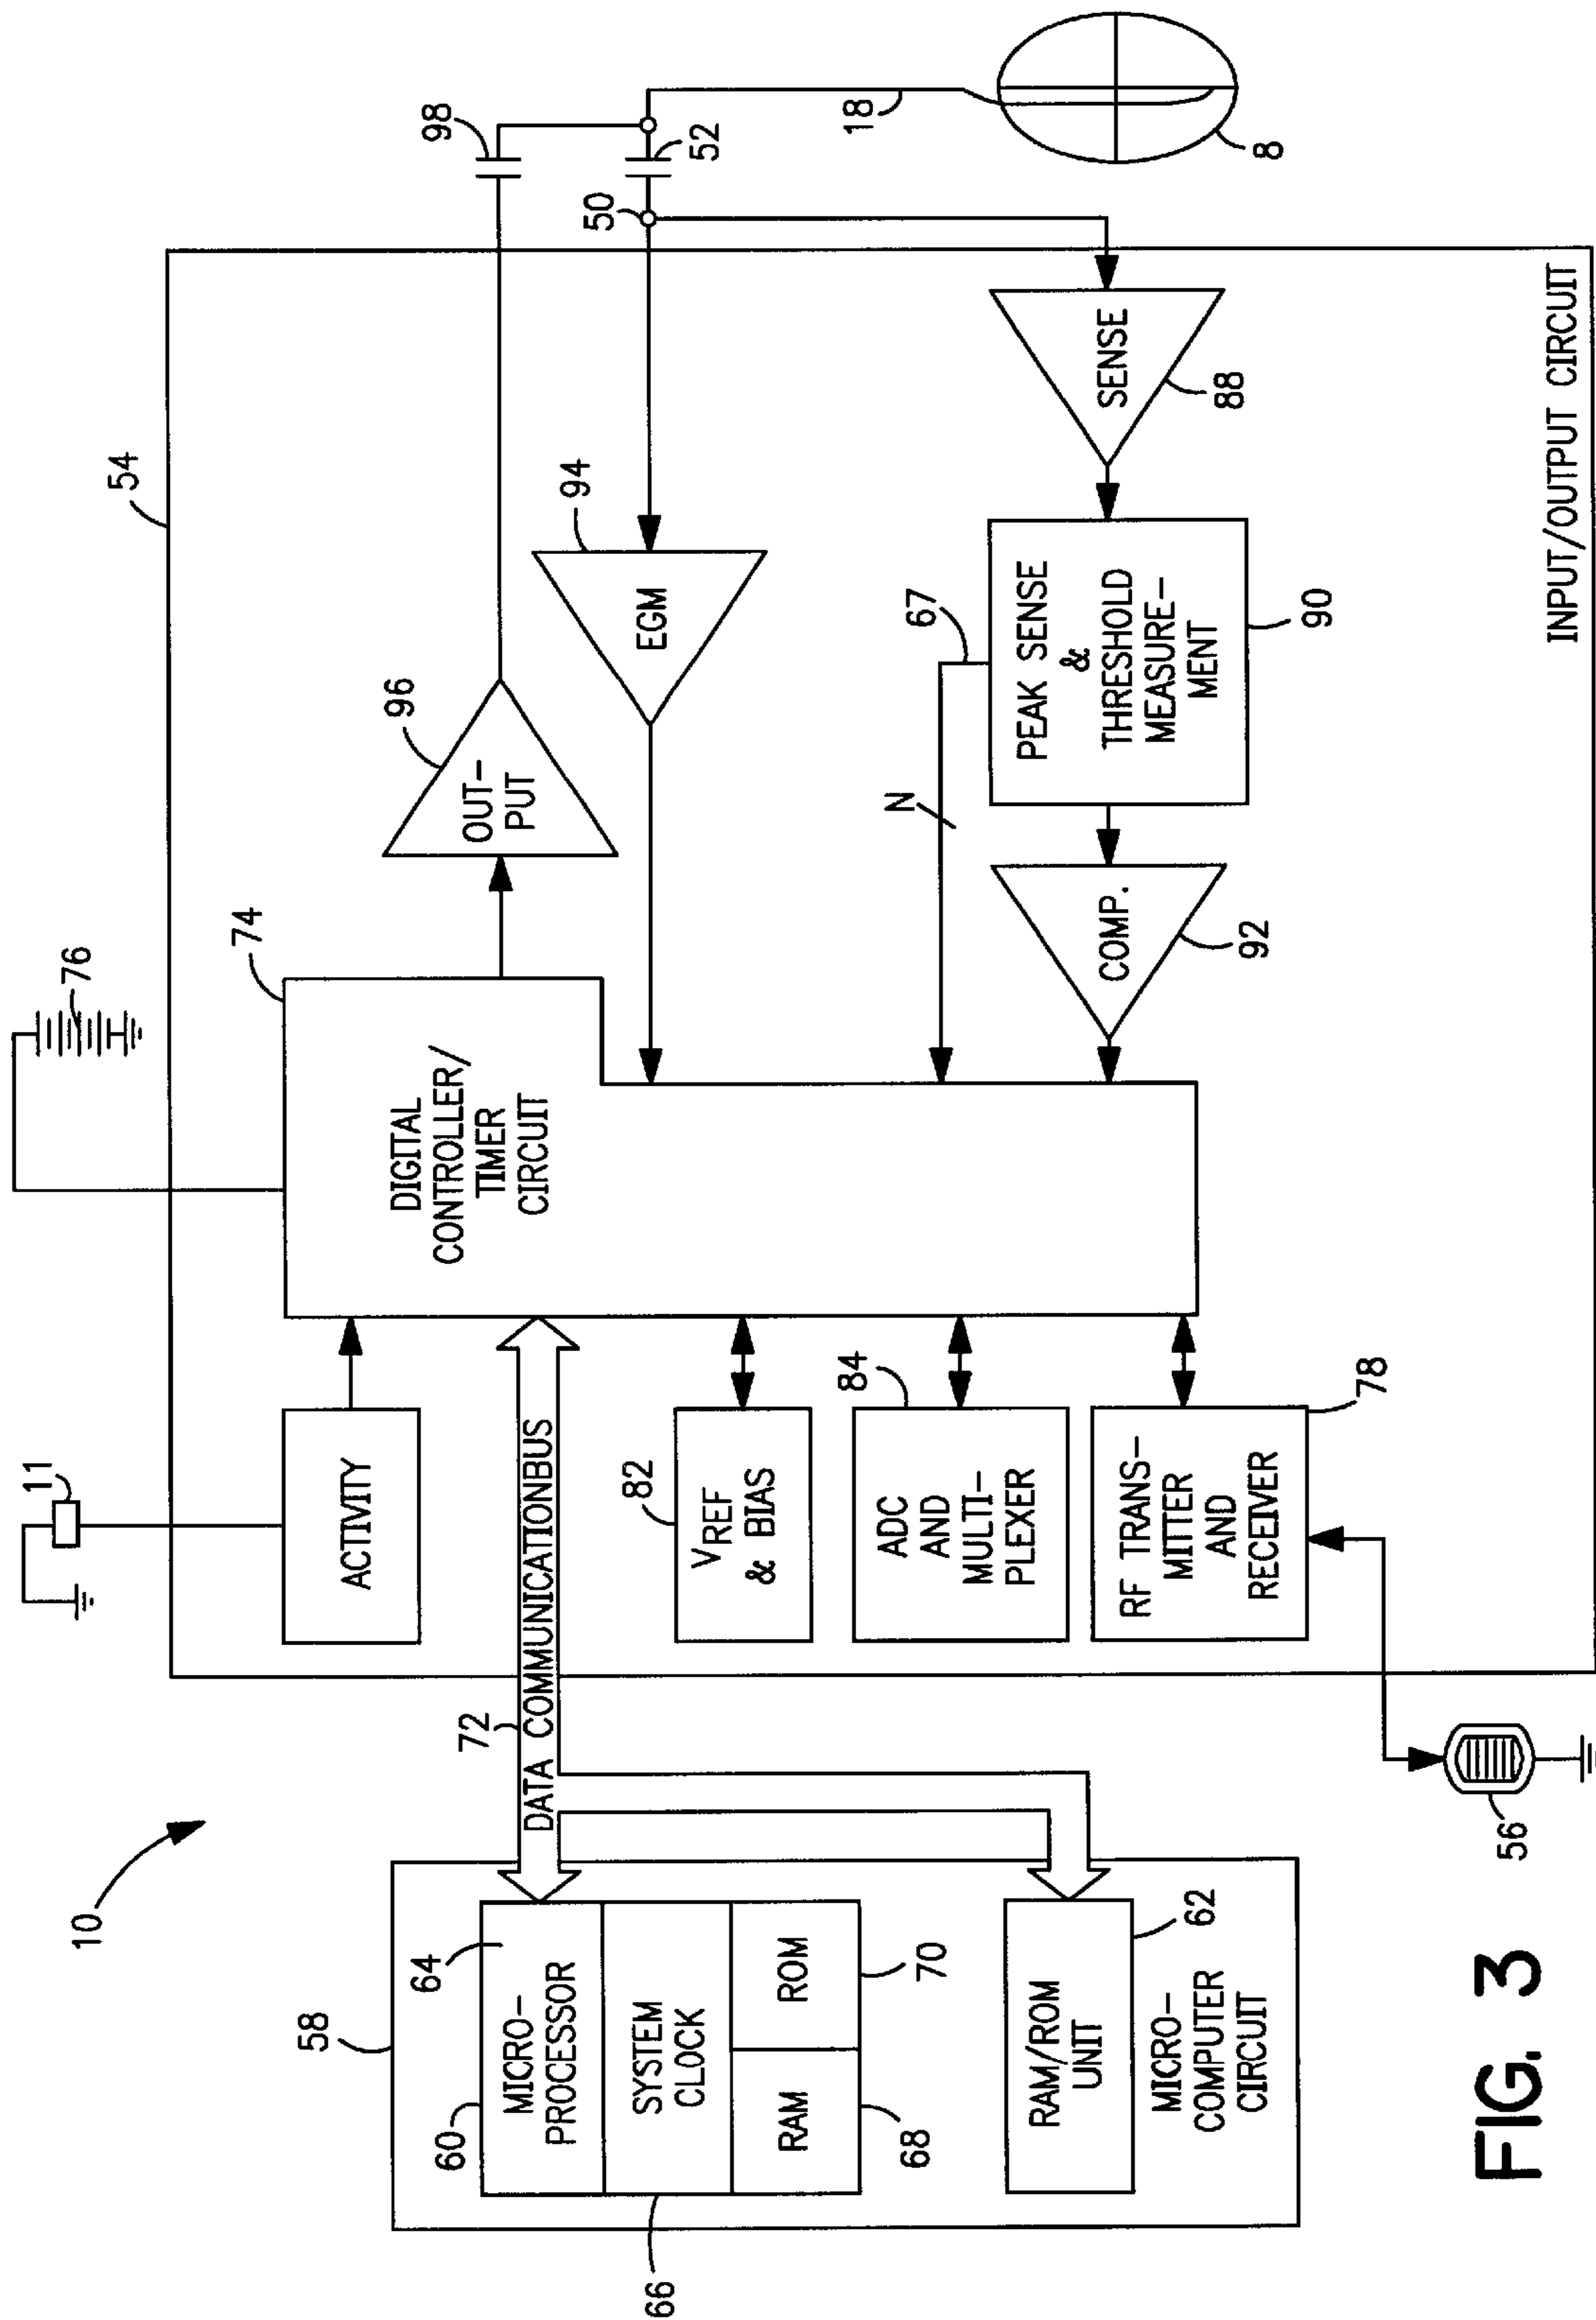 10
58
60
MICRO-
PROCESSOR
64
SYSTEM
CLOCK
66
RAM
ROM
68
70
RAM/ROM
UNIT
62
MICRO-
COMPUTER
CIRCUIT
72
DATA COMMUNICATIONBUS
56
11
ACTIVITY
82
VREF
& BIAS
84
ADC
AND
MULTI-
PLEXER
RF TRANS-
MITTER
AND
RECEIVER
78
76
74
DIGITAL
CONTROLLER/
TIMER
CIRCUIT
54
96
OUT-
PUT
94
EGM
N
67
COMP.
92
PEAK SENSE
&
THRESHOLD
MEASURE-
MENT
90
SENSE
88
98
50
52
18
8
INPUT/OUTPUT CIRCUIT
FIG. 3